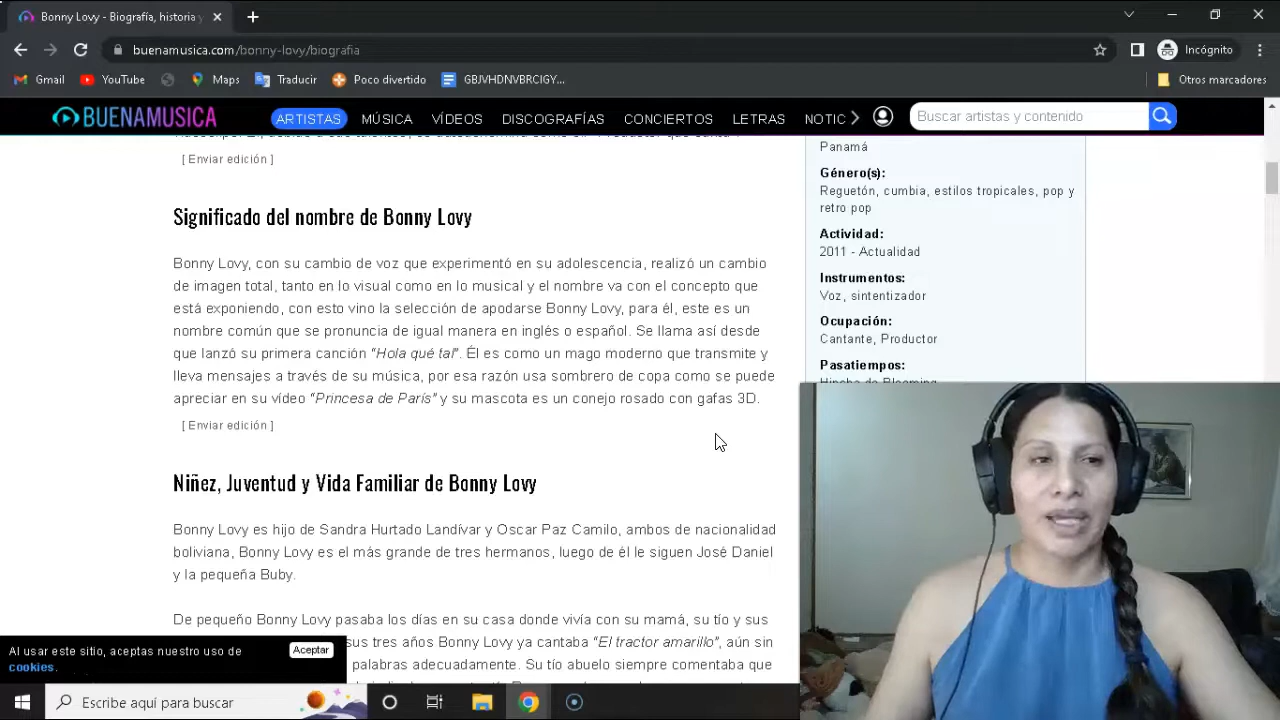 Bonny Lovy - Biografía, historia y
buenamusica.com/bonny-lovy/biografia
Incógnito
Gmail
YouTube
Maps
Traducir
Poco divertido
GBJVHDNVBRCIGY...
Otros marcadores
BUENAMUSICA
ARTISTAS
MÚSICA
VÍDEOS
DISCOGRAFÍAS
CONCIERTOS
LETRAS
NOTIC
Buscar artistas y contenido
[ Enviar edición ]
Significado del nombre de Bonny Lovy
Bonny Lovy, con su cambio de voz que experimentó en su adolescencia, realizó un cambio
de imagen total, tanto en lo visual como en lo musical y el nombre va con el concepto que
está exponiendo, con esto vino la selección de apodarse Bonny Lovy, para él, este es un
nombre común que se pronuncia de igual manera en inglés o español. Se llama así desde
que lanzó su primera canción “Hola qué tal”. Él es como un mago moderno que transmite y
lleva mensajes a través de su música, por esa razón usa sombrero de copa como se puede
apreciar en su vídeo “Princesa de París” y su mascota es un conejo rosado con gafas 3D.
[ Enviar edición ]
Niñez, Juventud y Vida Familiar de Bonny Lovy
Bonny Lovy es hijo de Sandra Hurtado Landívar y Oscar Paz Camilo, ambos de nacionalidad
boliviana, Bonny Lovy es el más grande de tres hermanos, luego de él le siguen José Daniel
y la pequeña Buby.
De pequeño Bonny Lovy pasaba los días en su casa donde vivía con su mamá, su tío y sus
sus tres años Bonny Lovy ya cantaba “El tractor amarillo”, aún sin
palabras adecuadamente. Su tío abuelo siempre comentaba que
Panamá
Género(s):
Reguetón, cumbia, estilos tropicales, pop y
retro pop
Actividad:
2011 - Actualidad
Instrumentos:
Voz, sintentizador
Ocupación:
Cantante, Productor
Pasatiempos:
Hincha de Blooming
Al usar este sitio, aceptas nuestro uso de
cookies.
Aceptar
Escribe aquí para buscar